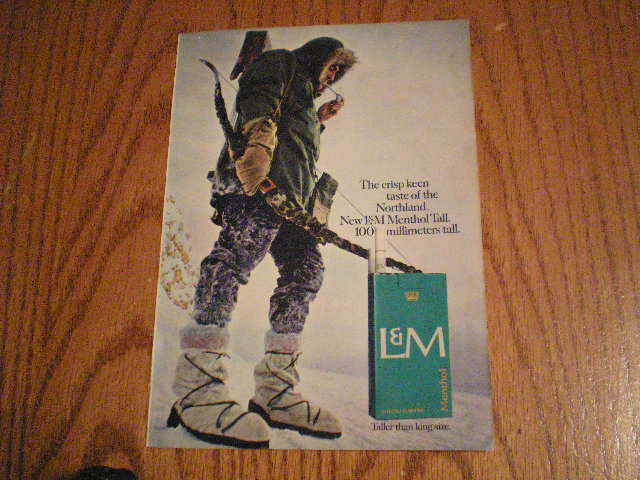 The crisp keen
taste of the
Northland.
New L&M Menthol Tall.
100 millimeters tall.
L&M
Menthol
Taller than king size.